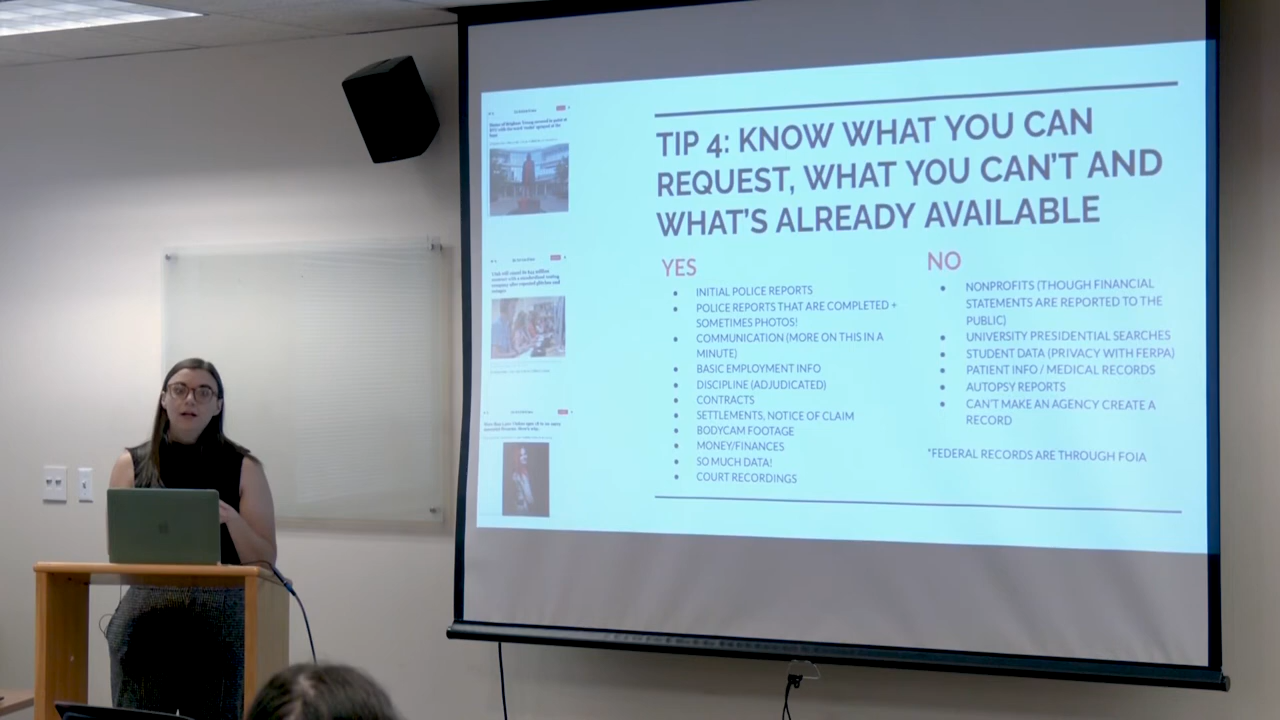 TIP 4: KNOW WHAT YOU CAN
REQUEST, WHAT YOU CAN'T AND
WHAT'S ALREADY AVAILABLE
YES
INITIAL POLICE REPORTS
POLICE REPORTS THAT ARE COMPLETED +
SOMETIMES PHOTOS!
COMMUNICATION (MORE ON THIS IN A
MINUTE)
BASIC EMPLOYMENT INFO
DISCIPLINE (ADJUDICATED)
CONTRACTS
SETTLEMENTS, NOTICE OF CLAIM
BODYCAM FOOTAGE
MONEY/FINANCES
SO MUCH DATA!
COURT RECORDINGS
NO
NONPROFITS (THOUGH FINANCIAL
STATEMENTS ARE REPORTED TO THE
PUBLIC)
UNIVERSITY PRESIDENTIAL SEARCHES
STUDENT DATA (PRIVACY WITH FERPA)
PATIENT INFO / MEDICAL RECORDS
AUTOPSY REPORTS
CAN'T MAKE AN AGENCY CREATE A
RECORD
*FEDERAL RECORDS ARE THROUGH FOIA